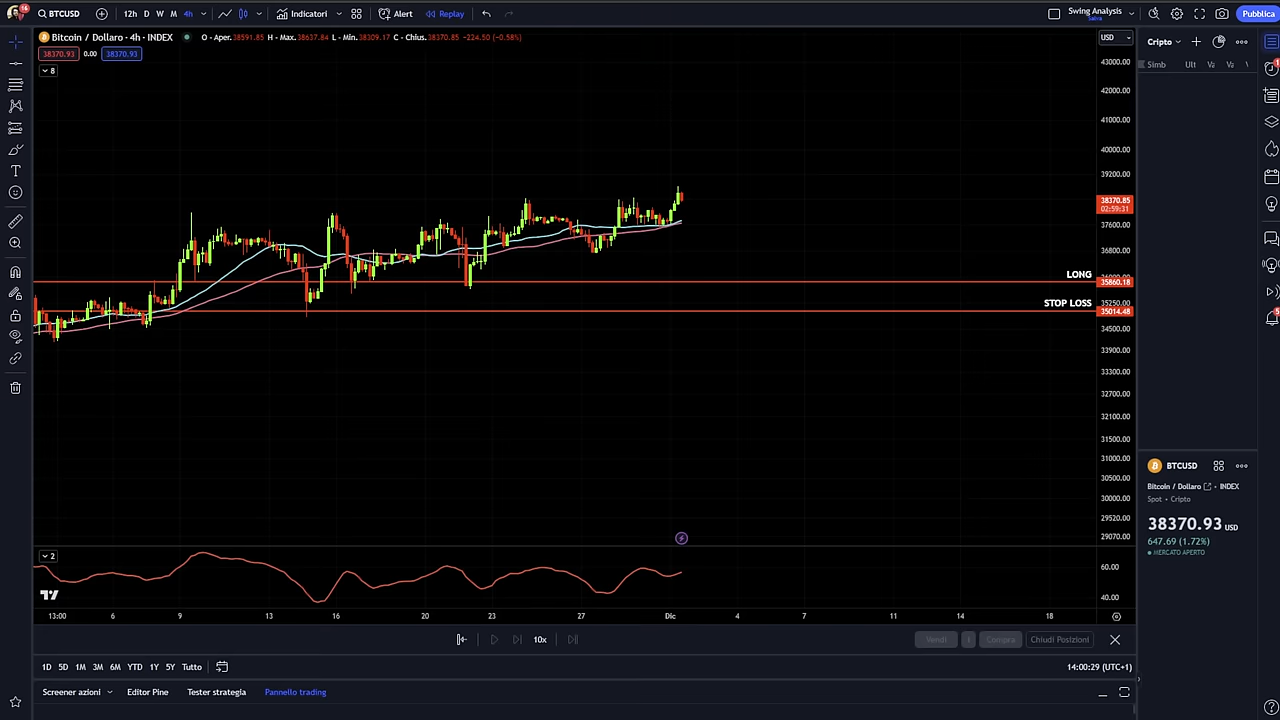 16
BTCUSD
12h D W M 4h
Indicatori
Alert
Replay
Swing Analysis
Salva
Pubblica
Bitcoin / Dollaro · 4h · INDEX
O - Aper. 38591.85 H - Max. 38637.84 L - Min. 38309.17 C - Chius. 38370.85 -224.50 (-0.58%)
38370.93 0.00 38370.93
8
USD
43000.00
42000.00
41000.00
40000.00
39200.00
38370.85
02:59:31
37600.00
36800.00
36000.00
LONG
35860.18
35250.00
STOP LOSS
35014.48
34500.00
33900.00
33300.00
32700.00
32100.00
31500.00
31000.00
30500.00
30000.00
29520.00
29070.00
2
60.00
40.00
13:00 6 9 13 16 20 23 27 Dic 4 7 11 14 18
10x
Vendi
Compra
Chiudi Posizioni
1D 5D 1M 3M 6M YTD 1Y 5Y Tutto
14:00:29 (UTC+1)
Screener azioni
Editor Pine
Tester strategia
Pannello trading
Cripto
Simb Ult
BTCUSD
Bitcoin / Dollaro · INDEX
Spot · Cripto
38370.93 USD
647.69 (1.72%)
MERCATO APERTO